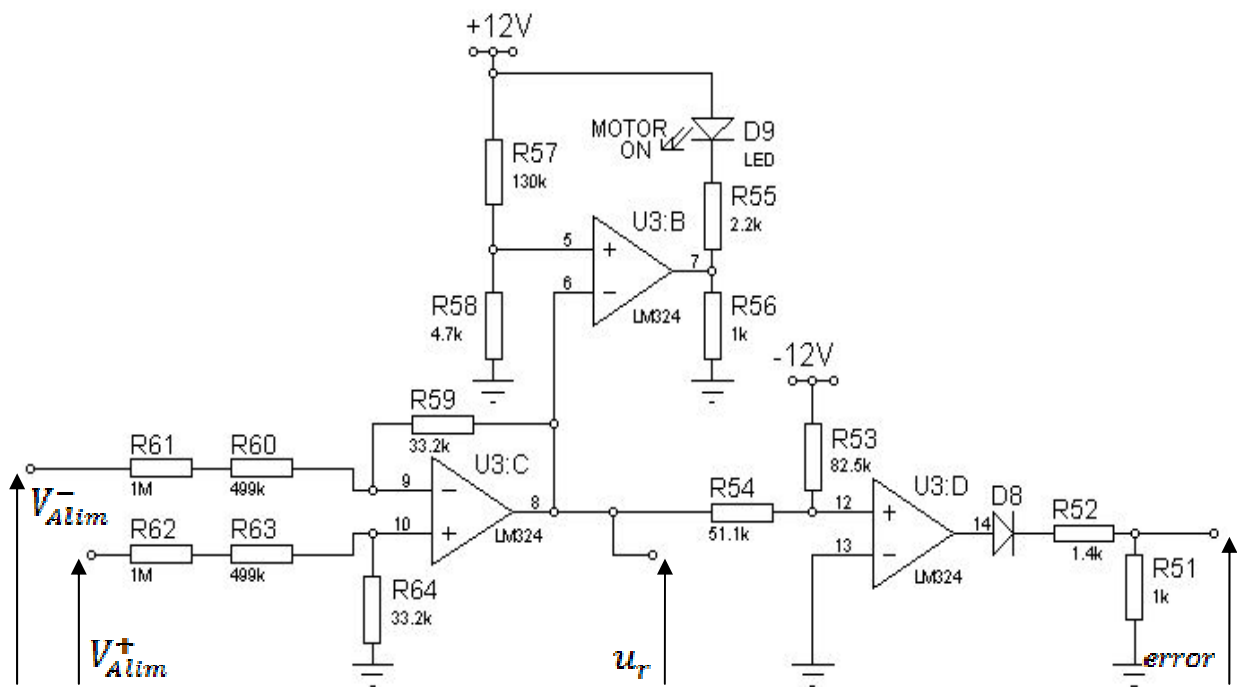 +12V
R57
130k
MOTOR
ON
D9
LED
R55
2.2k
U3:B
5
+
6
−
7
LM324
R58
4.7k
R56
1k
-12V
R59
33.2k
R53
82.5k
R61
1M
R60
499k
U3:C
9
−
10
+
8
LM324
R54
51.1k
U3:D
12
+
13
−
14
LM324
D8
R52
1.4k
R51
1k
V⁻Alim
R62
1M
R63
499k
R64
33.2k
V⁺Alim
uᵣ
error